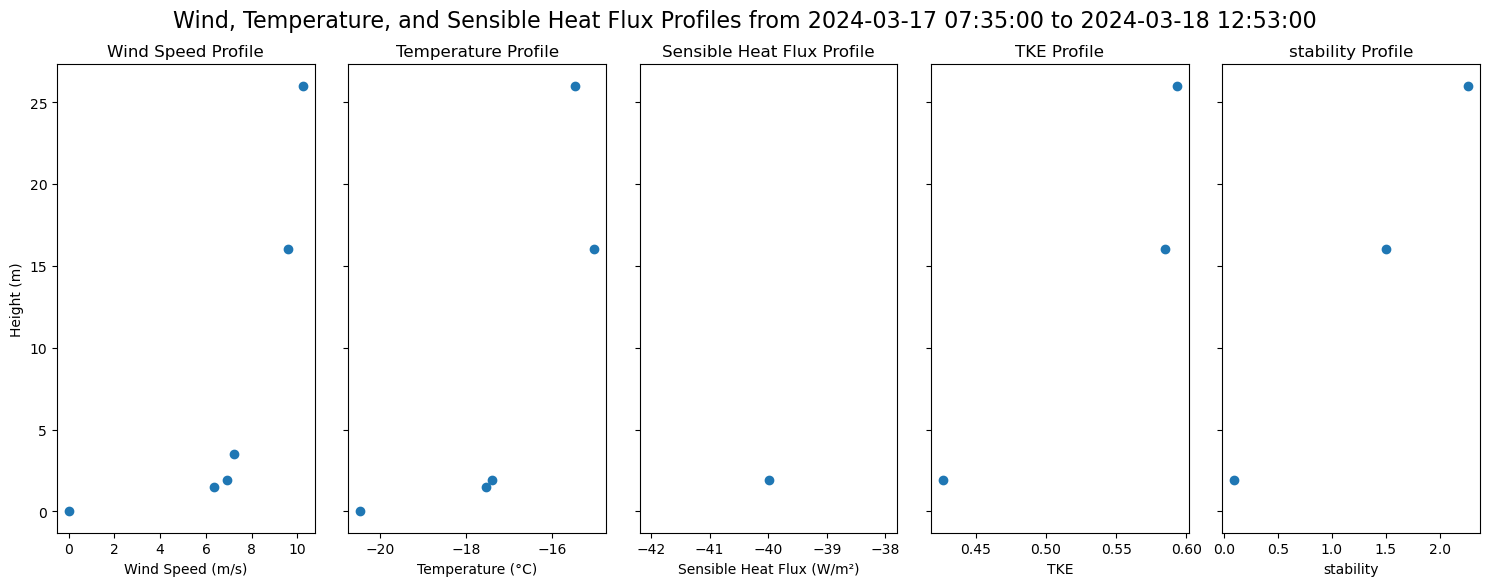 Wind, Temperature, and Sensible Heat Flux Profiles from 2024-03-17 07:35:00 to 2024-03-18 12:53:00
Wind Speed Profile
Temperature Profile
Sensible Heat Flux Profile
TKE Profile
stability Profile
25
20
15
10
5
0
Height (m)
0 2 4 6 8 10
Wind Speed (m/s)
−20 −18 −16
Temperature (°C)
−42 −41 −40 −39 −38
Sensible Heat Flux (W/m²)
0.45 0.50 0.55 0.60
TKE
0.0 0.5 1.0 1.5 2.0
stability